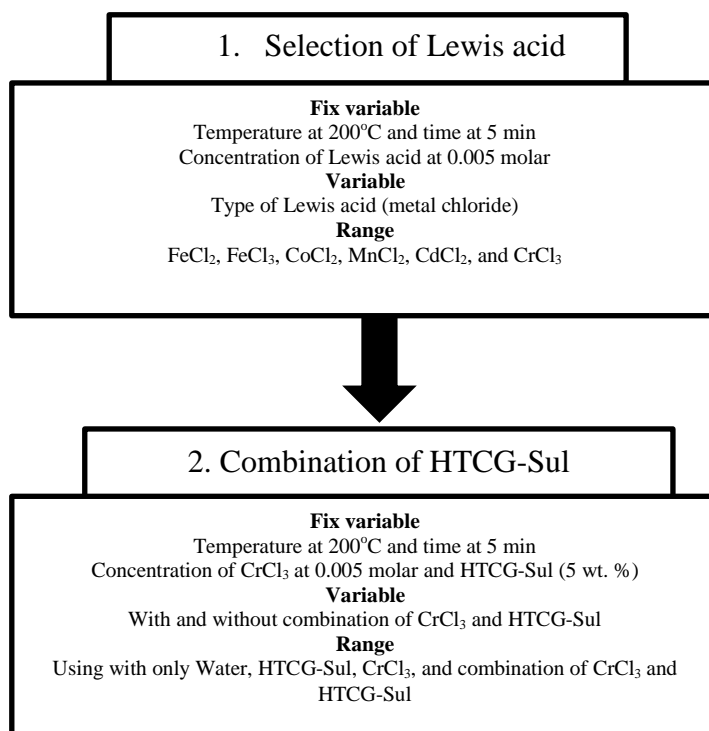 1. Selection of Lewis acid
Fix variable
Temperature at 200°C and time at 5 min
Concentration of Lewis acid at 0.005 molar
Variable
Type of Lewis acid (metal chloride)
Range
FeCl₂, FeCl₃, CoCl₂, MnCl₂, CdCl₂, and CrCl₃
2. Combination of HTCG-Sul
Fix variable
Temperature at 200°C and time at 5 min
Concentration of CrCl₃ at 0.005 molar and HTCG-Sul (5 wt. %)
Variable
With and without combination of CrCl₃ and HTCG-Sul
Range
Using with only Water, HTCG-Sul, CrCl₃, and combination of CrCl₃ and
HTCG-Sul